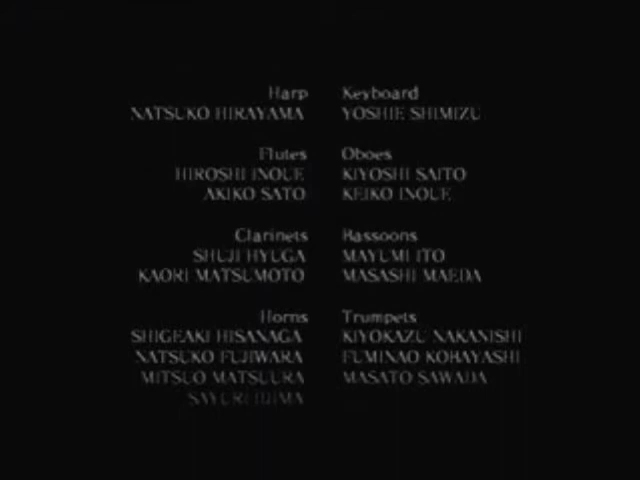 Harp
NATSUKO HIRAYAMA
Keyboard
YOSHIE SHIMIZU
Flutes
HIROSHI INOUE
AKIKO SATO
Oboes
KIYOSHI SAITO
KEIKO INOUE
Clarinets
SHUJI HYUGA
KAORI MATSUMOTO
Bassoons
MAYUMI ITO
MASASHI MAEDA
Horns
SHIGEAKI HISANAGA
NATSUKO FUJIWARA
MITSUO MATSUURA
SAYURI IDIMA
Trumpets
KIYOKAZU NAKANISHI
FUMINAO KOBAYASHI
MASATO SAWADA